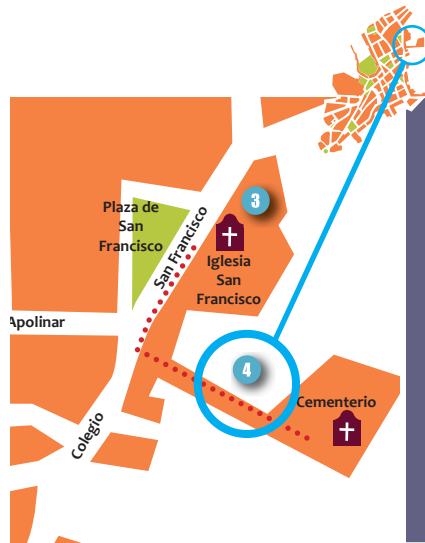 3
Plaza de
San
Francisco
San Francisco
Iglesia
San
Francisco
Apolinar
4
Cementerio
Colegio